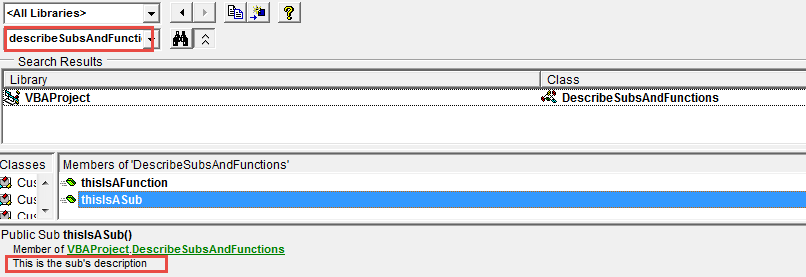 <All Libraries>
describeSubsAndFuncti
Search Results
Library Class
VBAProject DescribeSubsAndFunctions
Classes Members of 'DescribeSubsAndFunctions'
Cus thisIsAFunction
Cus thisIsASub
Cus
Public Sub thisIsASub()
Member of VBAProject.DescribeSubsAndFunctions
This is the sub's description